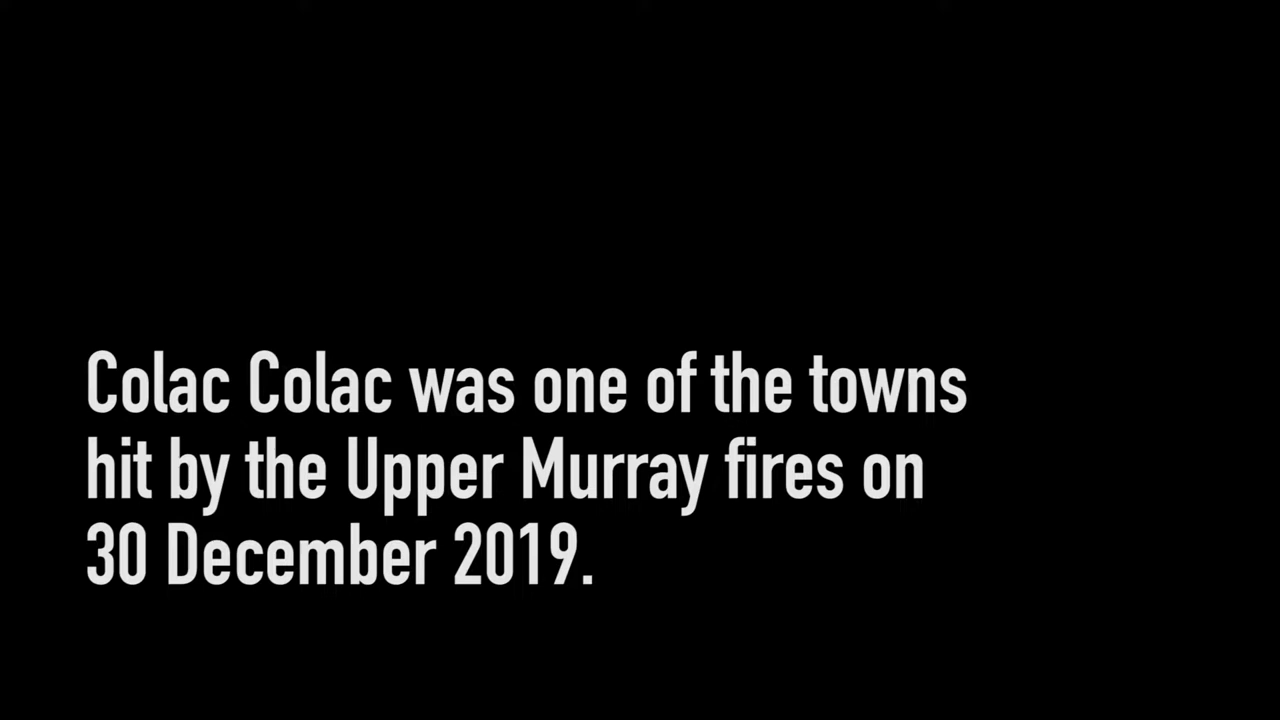 Colac Colac was one of the towns
hit by the Upper Murray fires on
30 December 2019.